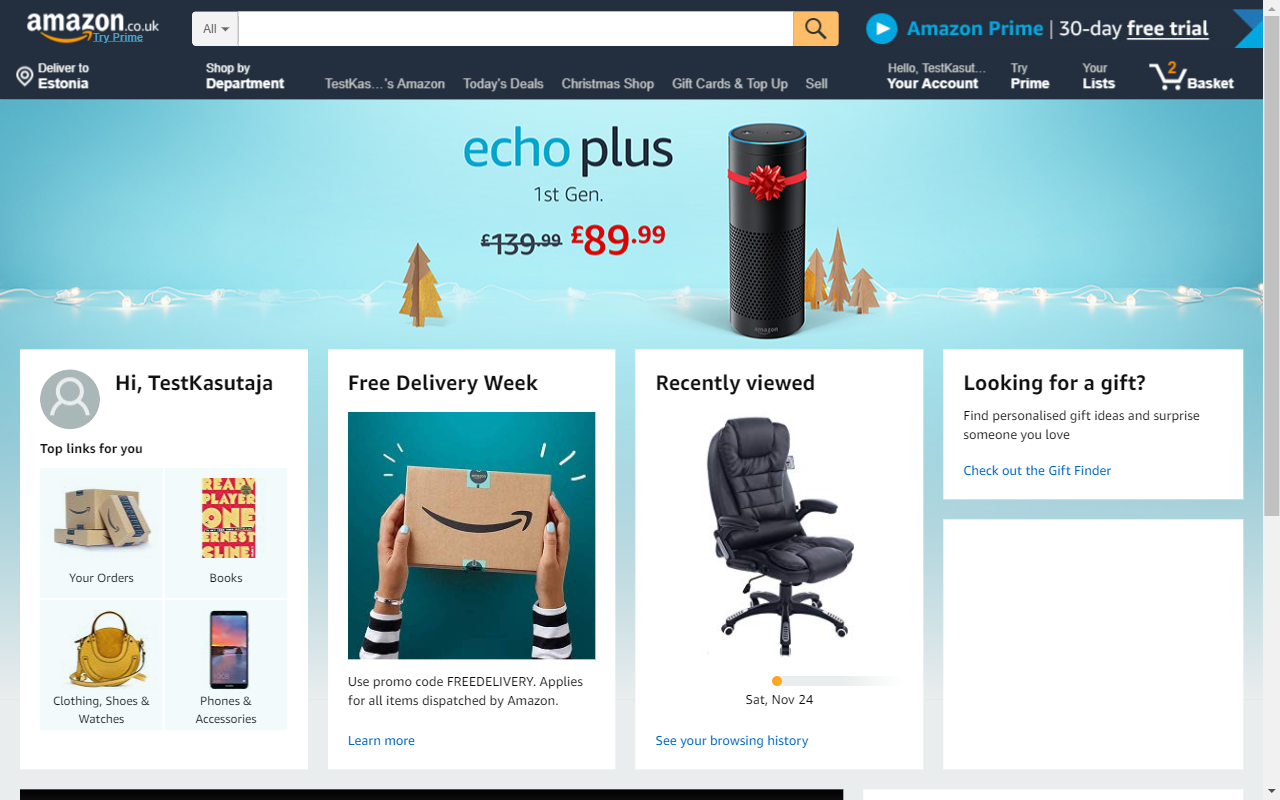 amazon.co.uk
Try Prime
All
Amazon Prime | 30-day free trial
Deliver to
Estonia
Shop by
Department
TestKas...'s Amazon
Today's Deals
Christmas Shop
Gift Cards & Top Up
Sell
Hello, TestKasut...
Your Account
Try
Prime
Your
Lists
2
Basket
echo plus
1st Gen.
£139.99 £89.99
amazon
Hi, TestKasutaja
Top links for you
READY
PLAYER
ONE
ERNEST
CLINE
Your Orders
Books
Clothing, Shoes &
Watches
Phones &
Accessories
Free Delivery Week
Use promo code FREEDELIVERY. Applies
for all items dispatched by Amazon.
Learn more
Recently viewed
Sat, Nov 24
See your browsing history
Looking for a gift?
Find personalised gift ideas and surprise
someone you love
Check out the Gift Finder